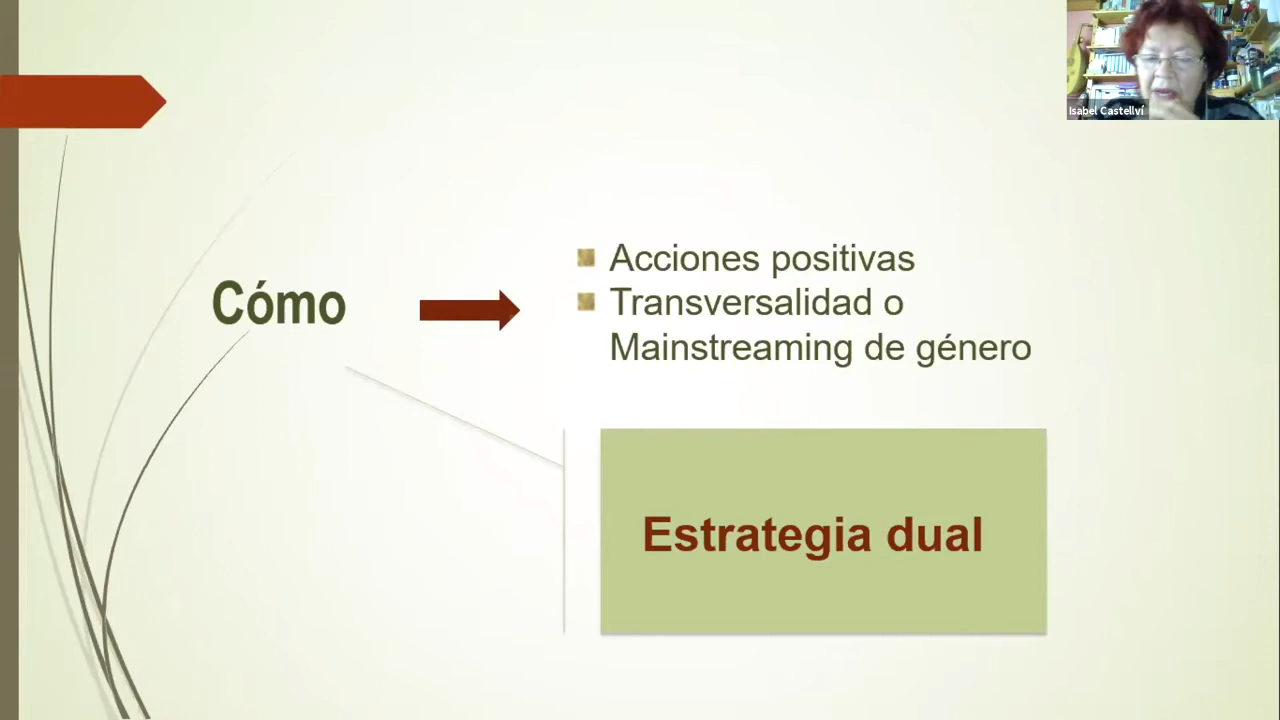 Isabel Castellví
Cómo
Acciones positivas
Transversalidad o
Mainstreaming de género
Estrategia dual